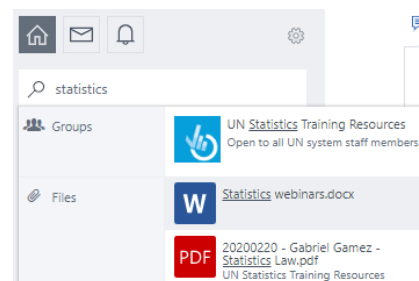 statistics
Groups
UN Statistics Training Resources
Open to all UN system staff members
Files
W
Statistics webinars.docx
PDF
20200220 - Gabriel Gamez -
Statistics Law.pdf
UN Statistics Training Resources